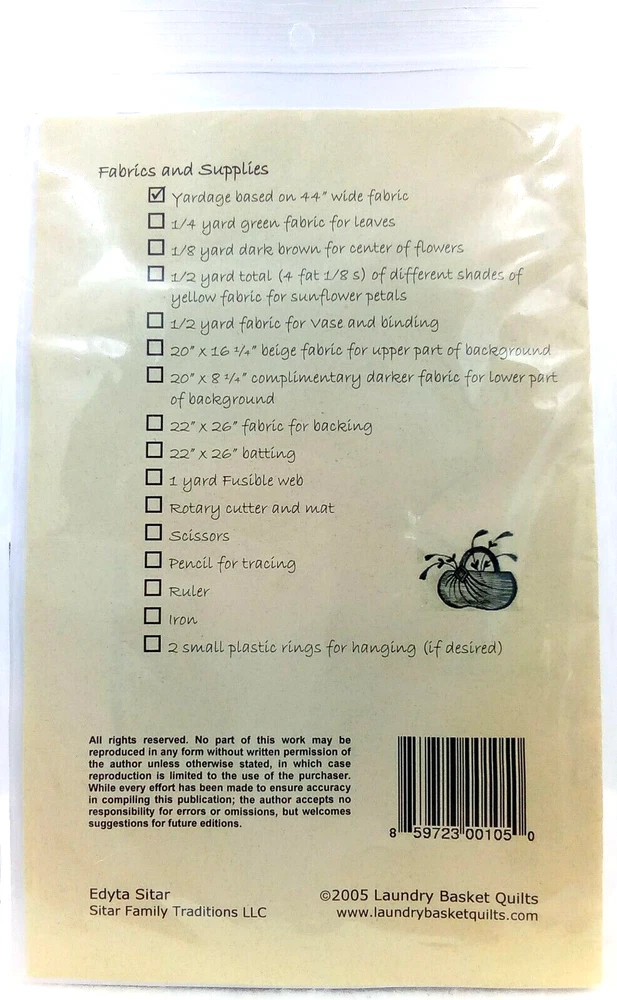 Fabrics and Supplies
☑ Yardage based on 44" wide fabric
☐ 1/4 yard green fabric for leaves
☐ 1/8 yard dark brown for center of flowers
☐ 1/2 yard total (4 fat 1/8 s) of different shades of
yellow fabric for sunflower petals
☐ 1/2 yard fabric for Vase and binding
☐ 20" x 16 1/4" beige fabric for upper part of background
☐ 20" x 8 1/4" complimentary darker fabric for lower part
of background
☐ 22" x 26" fabric for backing
☐ 22" x 26" batting
☐ 1 yard Fusible web
☐ Rotary cutter and mat
☐ Scissors
☐ Pencil for tracing
☐ Ruler
☐ Iron
☐ 2 small plastic rings for hanging (if desired)
All rights reserved. No part of this work may be
reproduced in any form without written permission of
the author unless otherwise stated, in which case
reproduction is limited to the use of the purchaser.
While every effort has been made to ensure accuracy
in compiling this publication; the author accepts no
responsibility for errors or omissions, but welcomes
suggestions for future editions.
8 59723 00105 0
Edyta Sitar
Sitar Family Traditions LLC
©2005 Laundry Basket Quilts
www.laundrybasketquilts.com